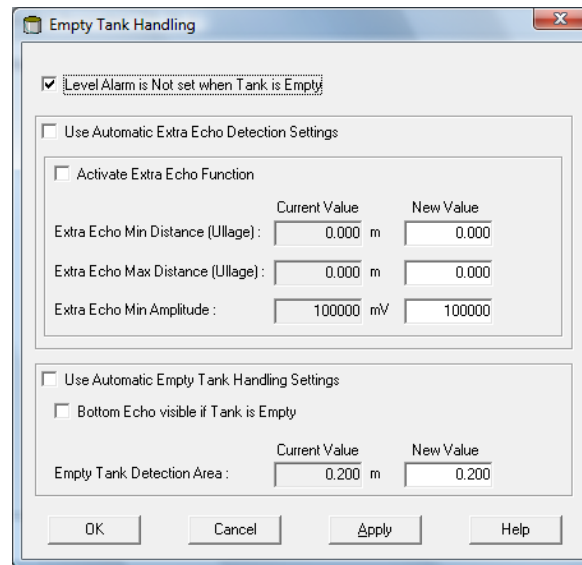 Empty Tank Handling
Level Alarm is Not set when Tank is Empty
Use Automatic Extra Echo Detection Settings
Activate Extra Echo Function
Current Value New Value
Extra Echo Min Distance (Ullage) : 0.000 m 0.000
Extra Echo Max Distance (Ullage) : 0.000 m 0.000
Extra Echo Min Amplitude : 100000 mV 100000
Use Automatic Empty Tank Handling Settings
Bottom Echo visible if Tank is Empty
Current Value New Value
Empty Tank Detection Area : 0.200 m 0.200
OK Cancel Apply Help